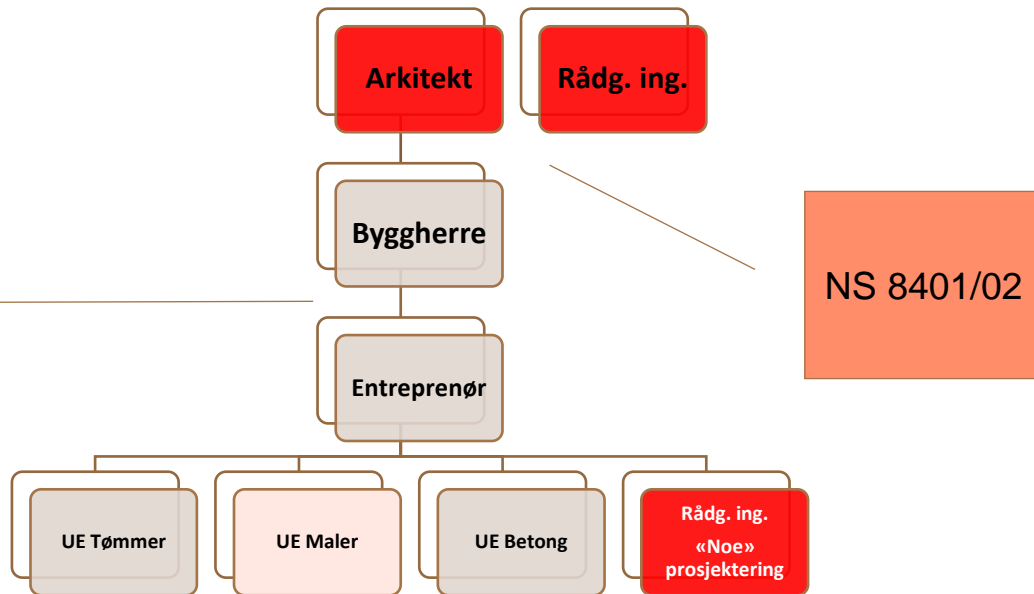 Arkitekt
Rådg. ing.
Byggherre
NS 8401/02
Entreprenør
UE Tømmer
UE Maler
UE Betong
Rådg. ing.
«Noe»
prosjektering